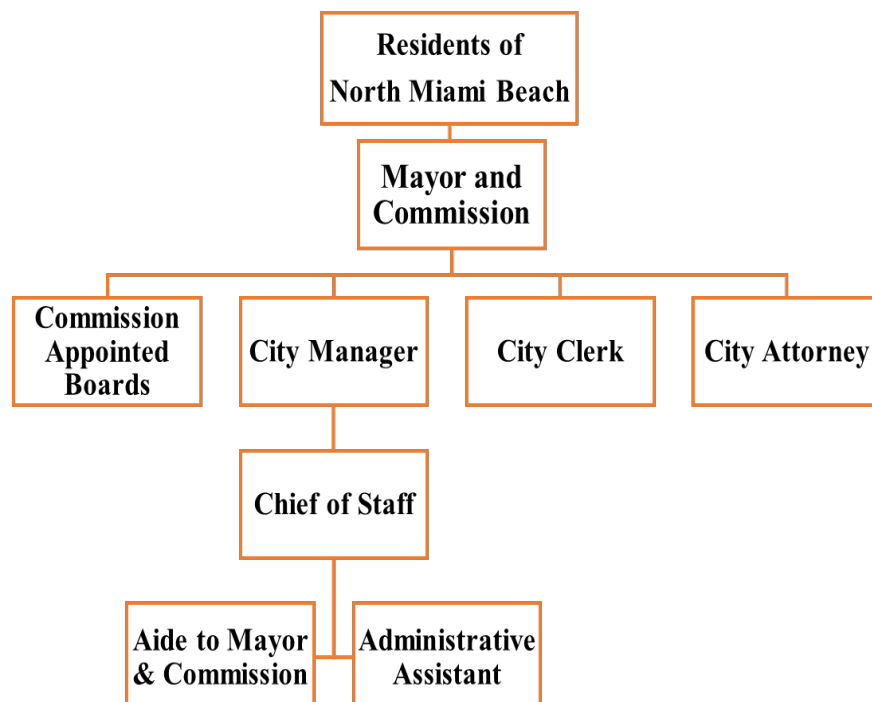 Residents of
North Miami Beach
Mayor and
Commission
Commission
Appointed
Boards
City Manager
City Clerk
City Attorney
Chief of Staff
Aide to Mayor
& Commission
Administrative
Assistant